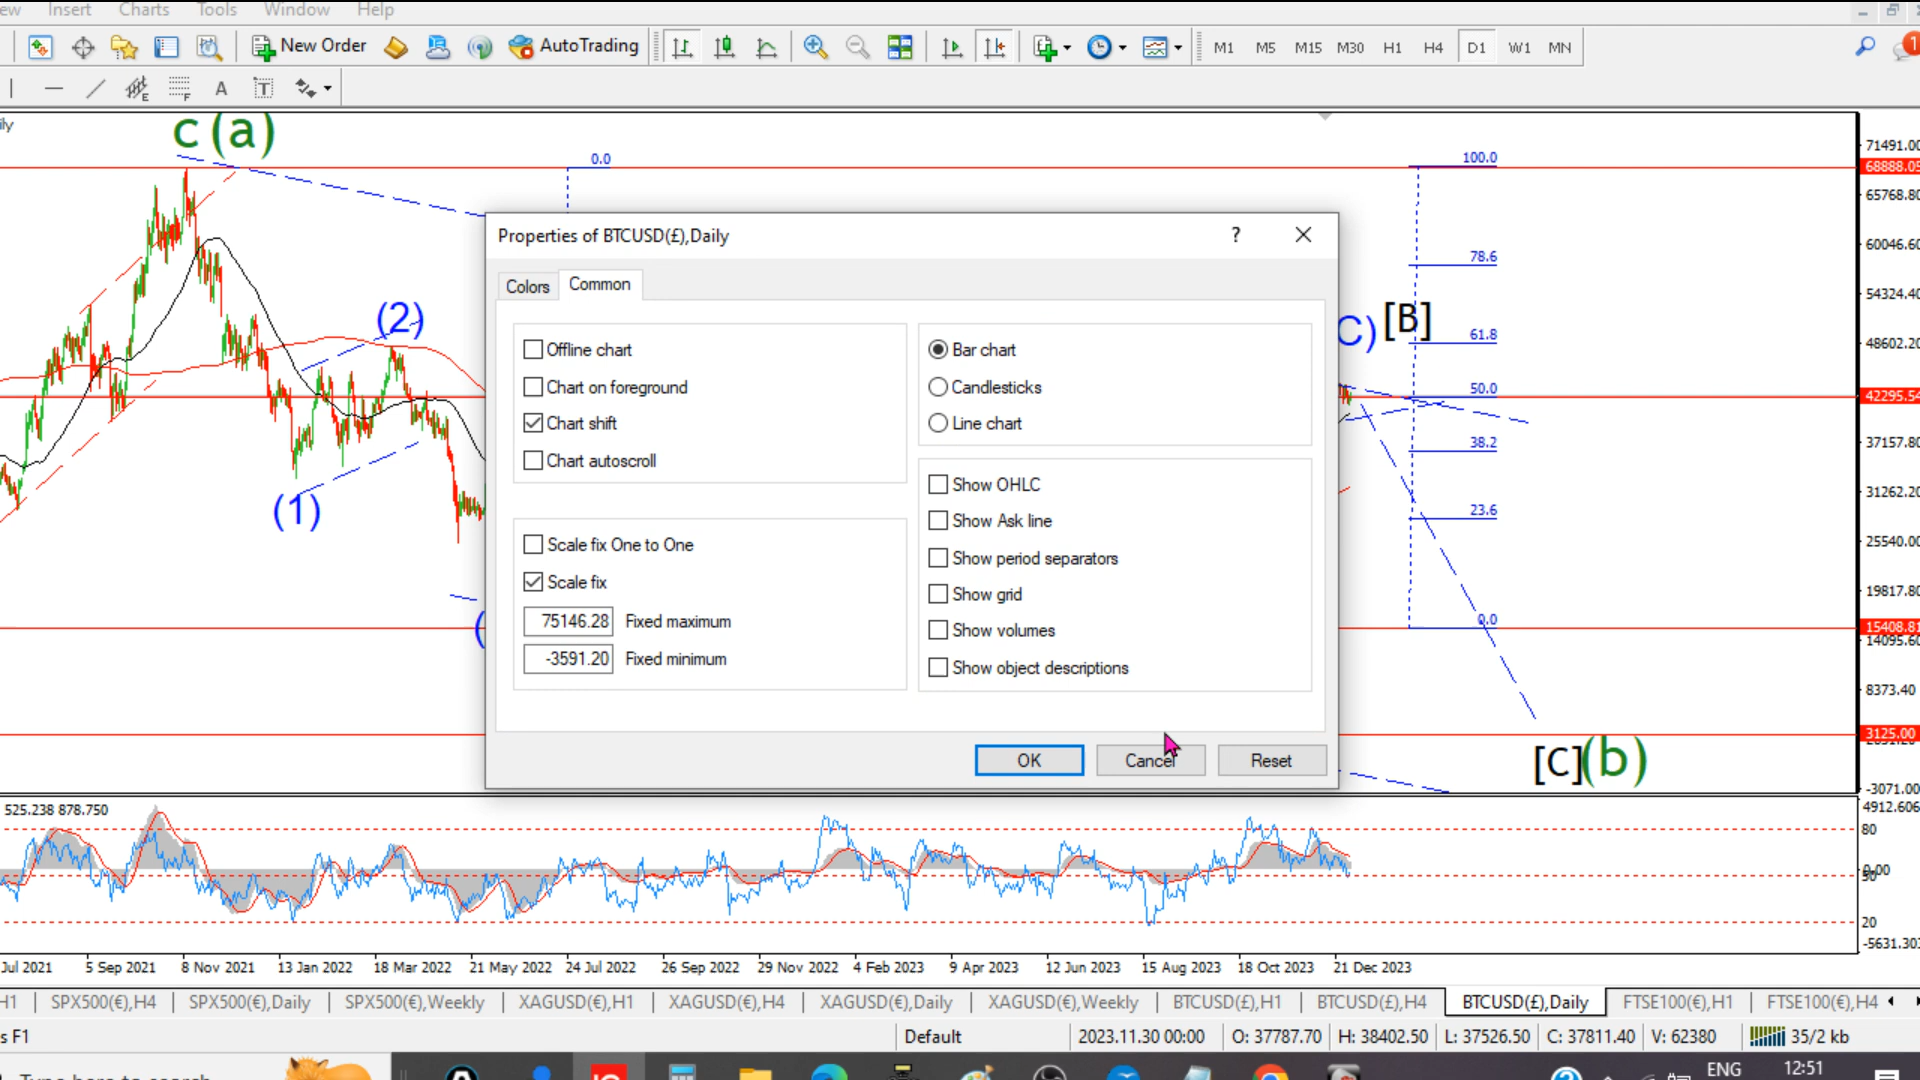 ew Insert Charts Tools Window Help
New Order AutoTrading M1 M5 M15 M30 H1 H4 D1 W1 MN 1
E F A T
ily
c (a)
0.0
100.0
71491.00
68888.05
65768.80
60046.60
78.6
54324.40
(2)
C) [B]
61.8
48602.20
50.0
42295.54
38.2
37157.80
(1)
31262.20
23.6
25540.00
19817.80
0.0
15408.81
14095.60
8373.40
3125.00
[C](b)
-3071.00
Properties of BTCUSD(£),Daily ?
Colors Common
Offline chart
Chart on foreground
Chart shift
Chart autoscroll
Bar chart
Candlesticks
Line chart
Scale fix One to One
Scale fix
75146.28 Fixed maximum
-3591.20 Fixed minimum
Show OHLC
Show Ask line
Show period separators
Show grid
Show volumes
Show object descriptions
OK Cancel Reset
525.238 878.750
4912.606
80
20
-5631.303
Jul 2021 5 Sep 2021 8 Nov 2021 13 Jan 2022 18 Mar 2022 21 May 2022 24 Jul 2022 26 Sep 2022 29 Nov 2022 4 Feb 2023 9 Apr 2023 12 Jun 2023 15 Aug 2023 18 Oct 2023 21 Dec 2023
H1 SPX500(€),H4 SPX500(€),Daily SPX500(€),Weekly XAGUSD(€),H1 XAGUSD(€),H4 XAGUSD(€),Daily XAGUSD(€),Weekly BTCUSD(£),H1 BTCUSD(£),H4 BTCUSD(£),Daily FTSE100(€),H1 FTSE100(€),H4
s F1 Default 2023.11.30 00:00 O: 37787.70 H: 38402.50 L: 37526.50 C: 37811.40 V: 62380 35/2 kb
Type here to search ENG 12:51